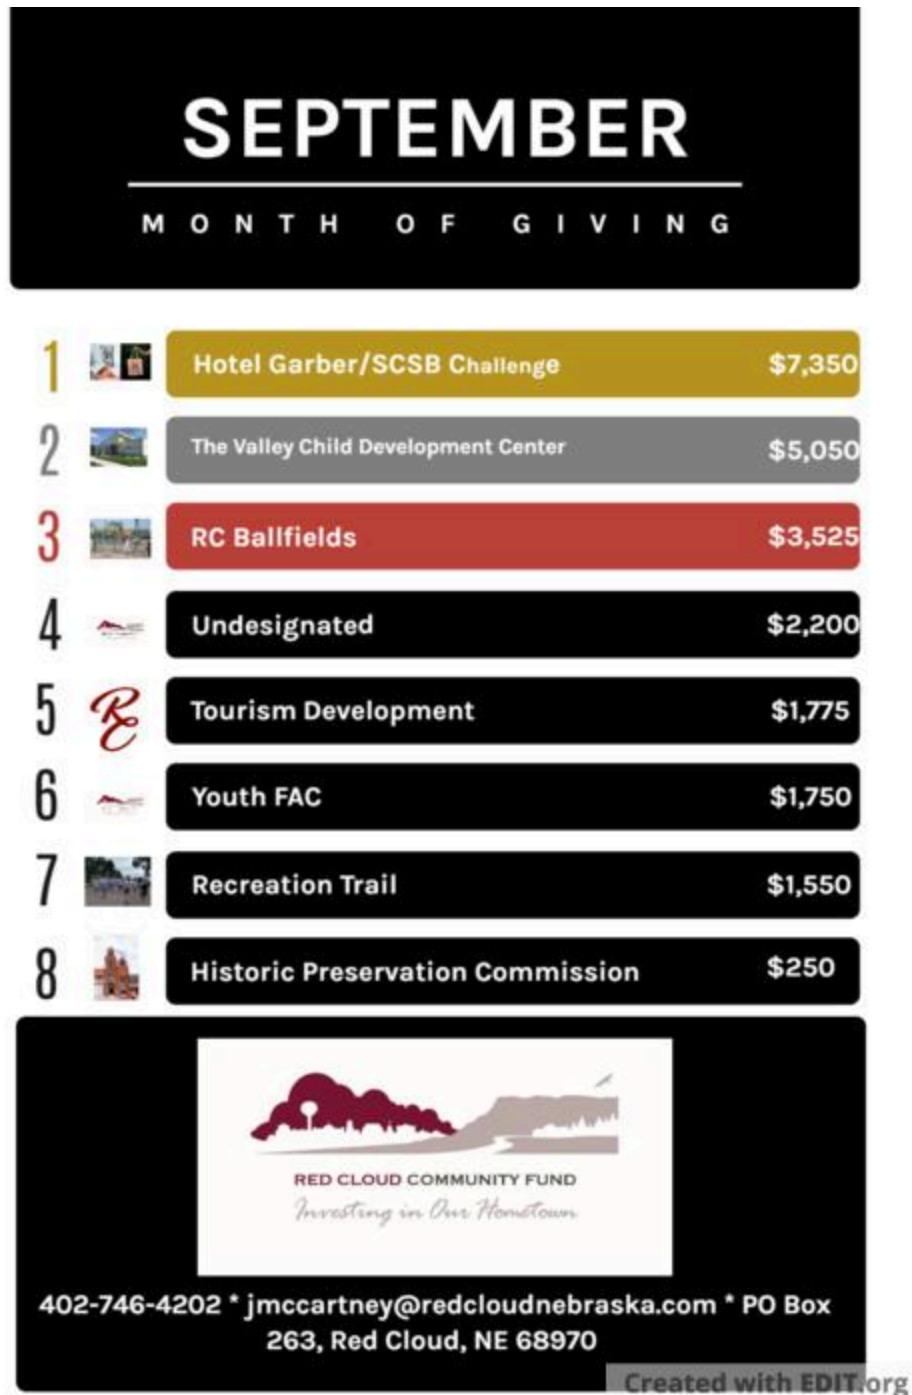 SEPTEMBER
MONTH OF GIVING
1 Hotel Garber/SCSB Challenge $7,350
2 The Valley Child Development Center $5,050
3 RC Ballfields $3,525
4 Undesignated $2,200
5 RC Tourism Development $1,775
6 Youth FAC $1,750
7 Recreation Trail $1,550
8 Historic Preservation Commission $250
RED CLOUD COMMUNITY FUND
Investing in Our Hometown
402-746-4202 * jmccartney@redcloudnebraska.com * PO Box
263, Red Cloud, NE 68970
Created with EDIT.org